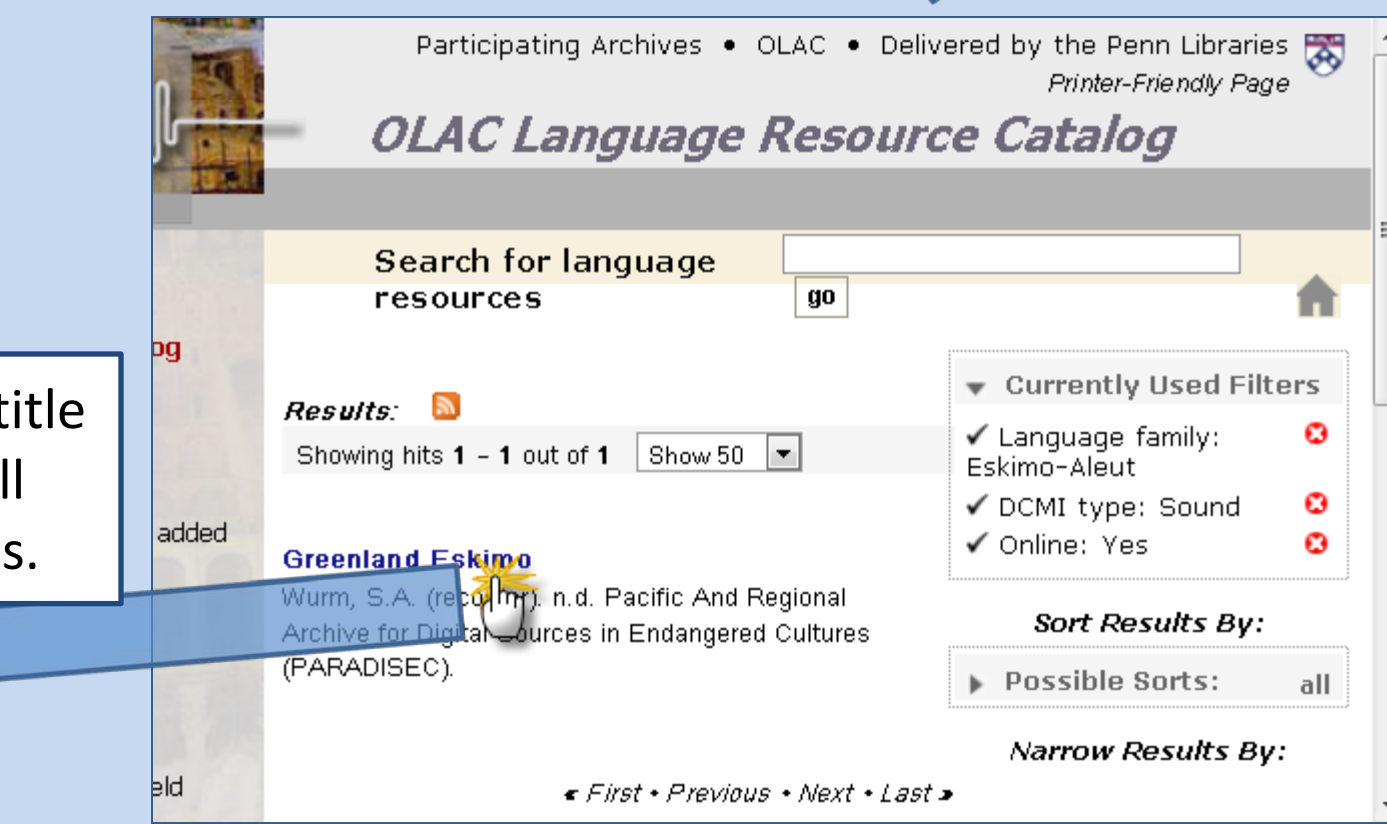 Participating Archives • OLAC • Delivered by the Penn Libraries
Printer-Friendly Page
OLAC Language Resource Catalog
Search for language
resources
go
og
title
ll
s.
added
eld
Results:
Showing hits 1 – 1 out of 1 Show 50
Greenland Eskimo
Wurm, S.A. n.d. Pacific And Regional
Archive for Digital Sources in Endangered Cultures
(PARADISEC).
« First • Previous • Next • Last »
Currently Used Filters
✓ Language family:
Eskimo-Aleut
✓ DCMI type: Sound
✓ Online: Yes
Sort Results By:
Possible Sorts: all
Narrow Results By: